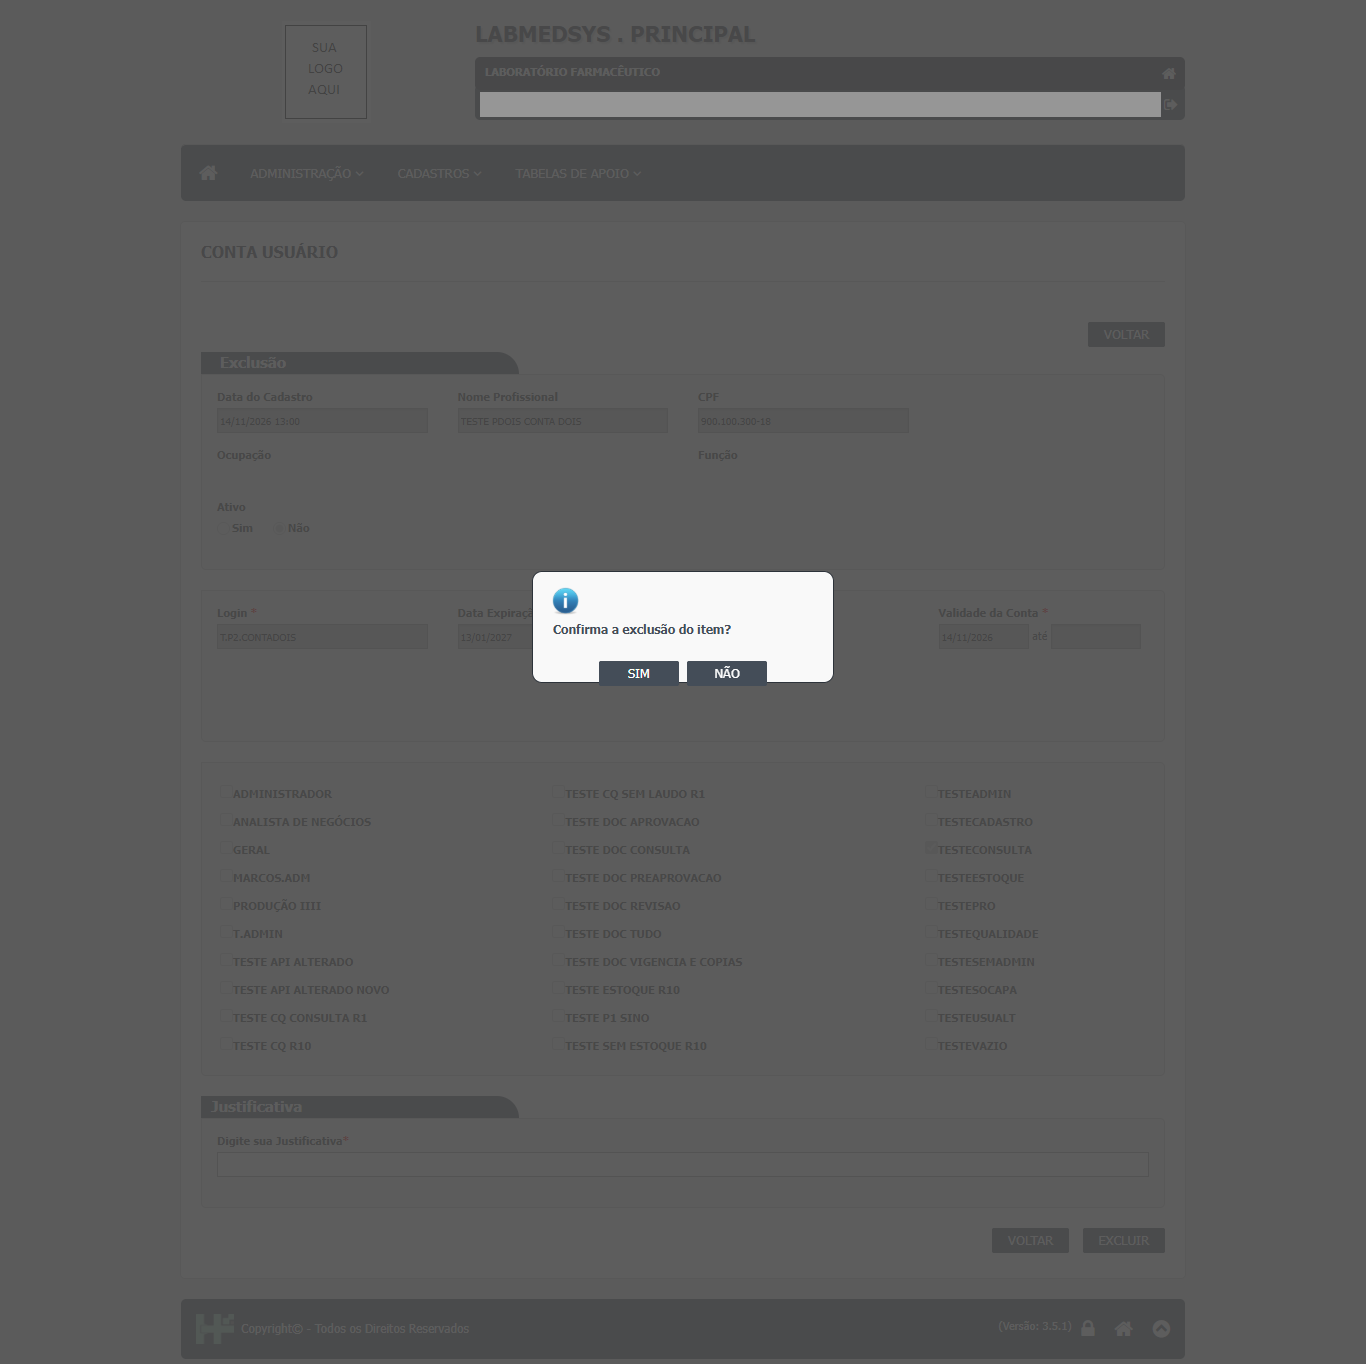 SUA
LOGO
AQUI
LABMEDSYS . PRINCIPAL
LABORATÓRIO FARMACÊUTICO
ADMINISTRAÇÃO
CADASTROS
TABELAS DE APOIO
CONTA USUÁRIO
VOLTAR
Exclusão
Data do Cadastro
Nome Profissional
CPF
14/11/2026 13:00
TESTE PDOIS CONTA DOIS
900.100.300-18
Ocupação
Função
Ativo
Sim
Não
Login *
Data Expiraçã
Validade da Conta *
T.P2.CONTADOIS
13/01/2027
14/11/2026
até
Confirma a exclusão do item?
SIM
NÃO
ADMINISTRADOR
TESTE CQ SEM LAUDO R1
TESTEADMIN
ANALISTA DE NEGÓCIOS
TESTE DOC APROVACAO
TESTECADASTRO
GERAL
TESTE DOC CONSULTA
TESTECONSULTA
MARCOS.ADM
TESTE DOC PREAPROVACAO
TESTEESTOQUE
PRODUÇÃO IIII
TESTE DOC REVISAO
TESTEPRO
T.ADMIN
TESTE DOC TUDO
TESTEQUALIDADE
TESTE API ALTERADO
TESTE DOC VIGENCIA E COPIAS
TESTESEMADMIN
TESTE API ALTERADO NOVO
TESTE ESTOQUE R10
TESTESOCAPA
TESTE CQ CONSULTA R1
TESTE P1 SINO
TESTEUSUALT
TESTE CQ R10
TESTE SEM ESTOQUE R10
TESTEVAZIO
Justificativa
Digite sua Justificativa*
VOLTAR
EXCLUIR
Copyright© - Todos os Direitos Reservados
(Versão: 3.5.1)